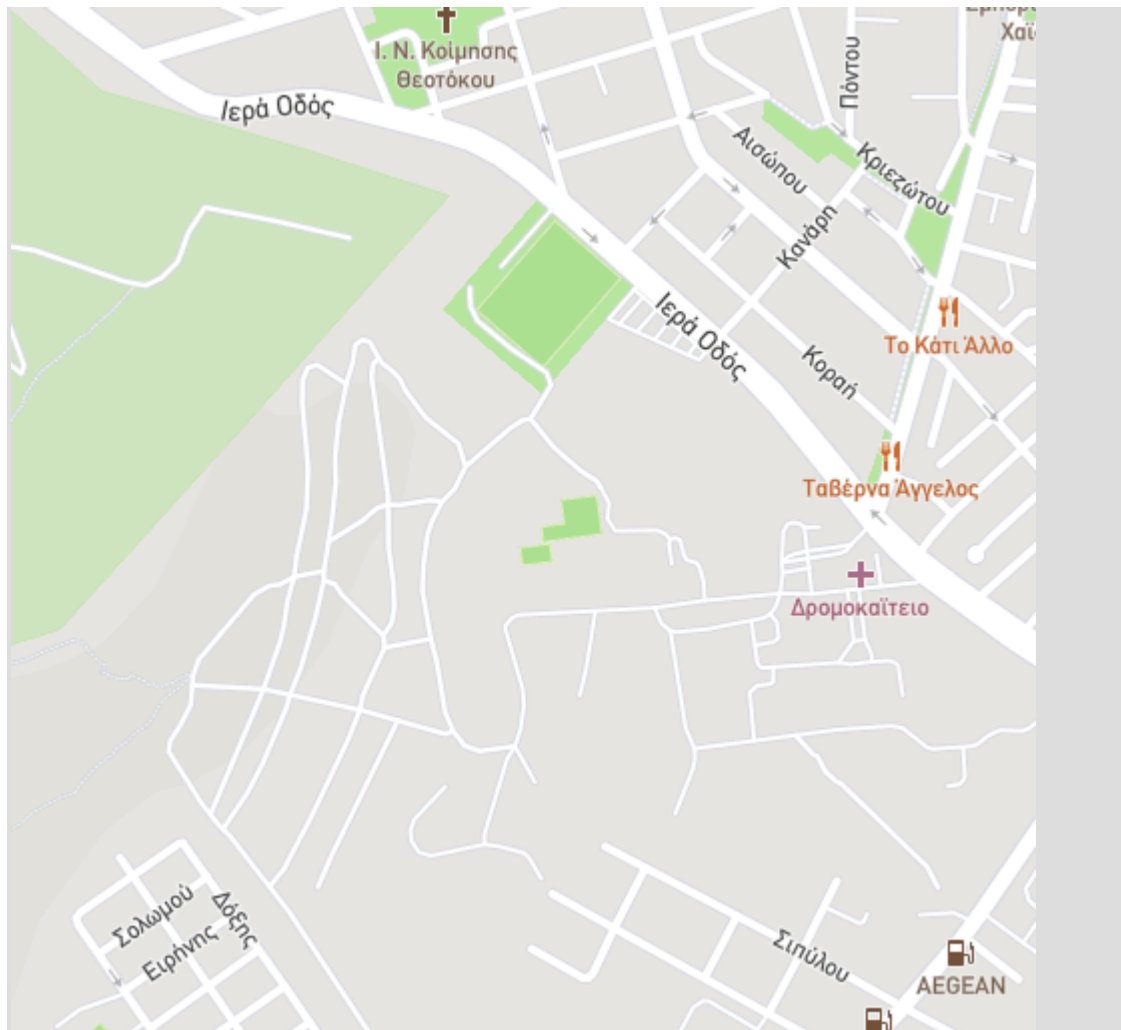 Χαϊ
Ι. Ν. Κοίμησης
Θεοτόκου
Πόντου
Ιερά Οδός
Αισώπου
Κριεζώτου
Κανάρη
Ιερά Οδός
Το Κάτι Άλλο
Κοραή
Ταβέρνα Άγγελος
Δρομοκαΐτειο
Σολωμού
Δόξης
Ειρήνης
Σιπύλου
AEGEAN